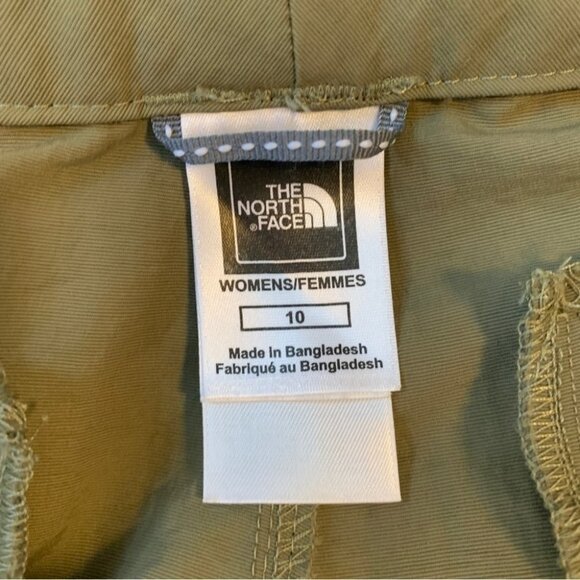 THE
NORTH
®FACE
WOMENS/FEMMES
10
Made in Bangladesh
Fabriqué au Bangladesh